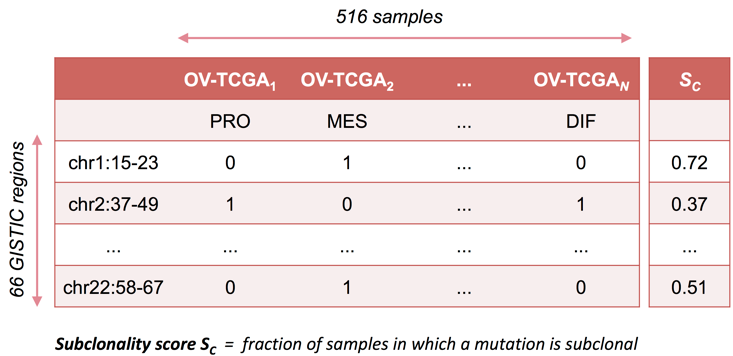 516 samples
OV-TCGA1 OV-TCGA2 ... OV-TCGAN SC
PRO MES ... DIF
66 GISTIC regions
chr1:15-23 0 1 ... 0 0.72
chr2:37-49 1 0 ... 1 0.37
... ... ... ... ... ...
chr22:58-67 0 1 ... 0 0.51
Subclonality score SC = fraction of samples in which a mutation is subclonal